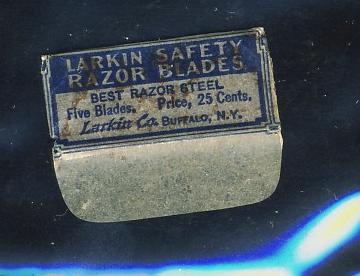 LARKIN SAFETY
RAZOR BLADES
BEST RAZOR STEEL
Five Blades. Price, 25 Cents.
Larkin Co. BUFFALO, N.Y.